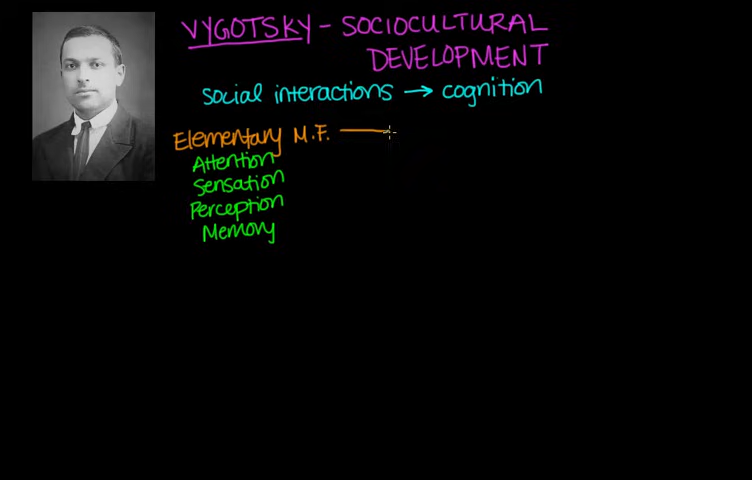 VYGOTSKY - SOCIOCULTURAL
DEVELOPMENT
social interactions → cognition
Elementary M.F.
Attention
Sensation
Perception
Memory